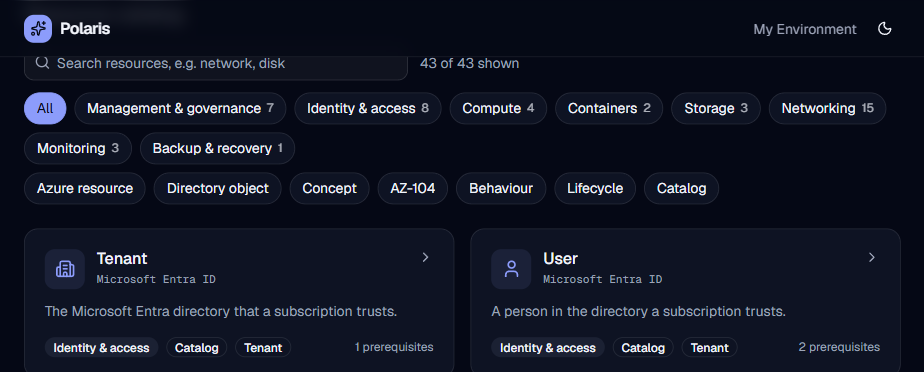 Polaris
My Environment
Search resources, e.g. network, disk
43 of 43 shown
All
Management & governance 7
Identity & access 8
Compute 4
Containers 2
Storage 3
Networking 15
Monitoring 3
Backup & recovery 1
Azure resource
Directory object
Concept
AZ-104
Behaviour
Lifecycle
Catalog
Tenant
Microsoft Entra ID
The Microsoft Entra directory that a subscription trusts.
Identity & access
Catalog
Tenant
1 prerequisites
User
Microsoft Entra ID
A person in the directory a subscription trusts.
Identity & access
Catalog
Tenant
2 prerequisites